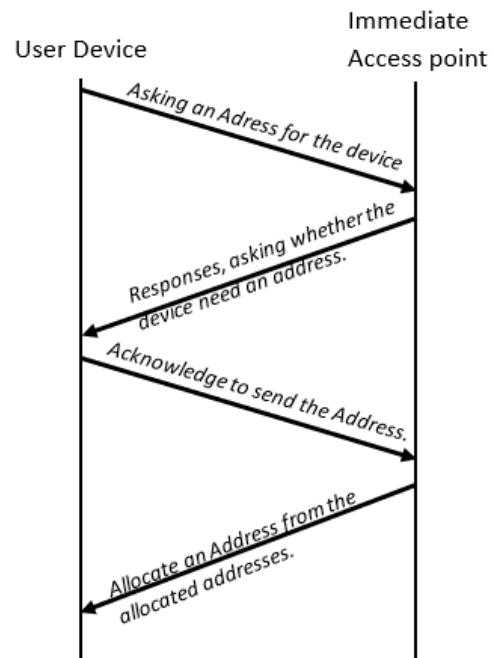 User Device
Immediate
Access point
Asking an Adress for the device
Responses, asking whether the
device need an address.
Acknowledge to send the Address.
Allocate an Address from the
allocated addresses.